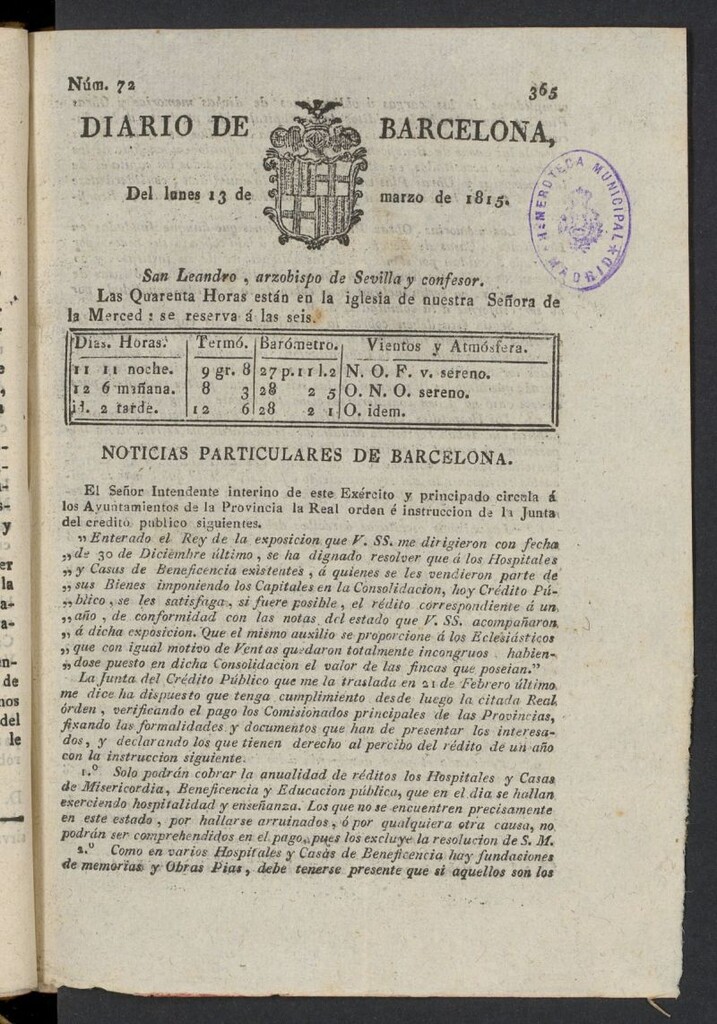 Núm. 72 365
DIARIO DE BARCELONA,
Del lunes 13 de marzo de 1815.
HEMEROTECA MUNICIPAL
MADRID
San Leandro, arzobispo de Sevilla y confesor.
Las Quarenta Horas están en la iglesia de nuestra Señora de
la Merced: se reserva á las seis.
Dias. Horas. Termó. Barómetro. Vientos y Atmósfera.
11 11 noche. 9 gr. 8 27 p. 11 l. 2 N. O. F. v. sereno.
12 6 mañana. 8 3 28 2 5 O. N. O. sereno.
id. 2 tarde. 12 6 28 2 1 O. idem.
NOTICIAS PARTICULARES DE BARCELONA.
El Señor Intendente interino de este Exército y principado circula á
los Ayuntamientos de la Provincia la Real orden é instruccion de la Junta
del credito publico siguientes.
„Enterado el Rey de la exposicion que V. SS. me dirigieron con fecha
„de 30 de Diciembre último, se ha dignado resolver que á los Hospitales
„y Casas de Beneficencia existentes, á quienes se les vendieron parte de
„sus Bienes imponiendo los Capitales en la Consolidacion, hoy Crédito Pú-
„blico, se les satisfaga, si fuere posible, el rédito correspondiente á un
„año, de conformidad con las notas del estado que V. SS. acompañaron
„á dicha exposicion. Que el mismo auxilio se proporcione á los Eclesiásticos
„que con igual motivo de Ventas quedaron totalmente incongruos habien-
„dose puesto en dicha Consolidacion el valor de las fincas que poseian."
La Junta del Crédito Público que me la traslada en 21 de Febrero último
me dice ha dispuesto que tenga cumplimiento desde luego la citada Real
órden, verificando el pago los Comisionados principales de las Provincias,
fixando las formalidades y documentos que han de presentar los interesa-
dos, y declarando los que tienen derecho al percibo del rédito de un año
con la instruccion siguiente.
1.º Solo podrán cobrar la anualidad de réditos los Hospitales y Casas
de Misericordia, Beneficencia y Educacion pública, que en el dia se hallan
exerciendo hospitalidad y enseñanza. Los que no se encuentren precisamente
en este estado, por hallarse arruinados, ó por qualquiera otra causa, no
podrán ser comprehendidos en el pago, pues los excluye la resolucion de S. M.
2.º Como en varios Hospitales y Casas de Beneficencia hay fundaciones
de memorias y Obras Pias, debe tenerse presente que si aquellos son los